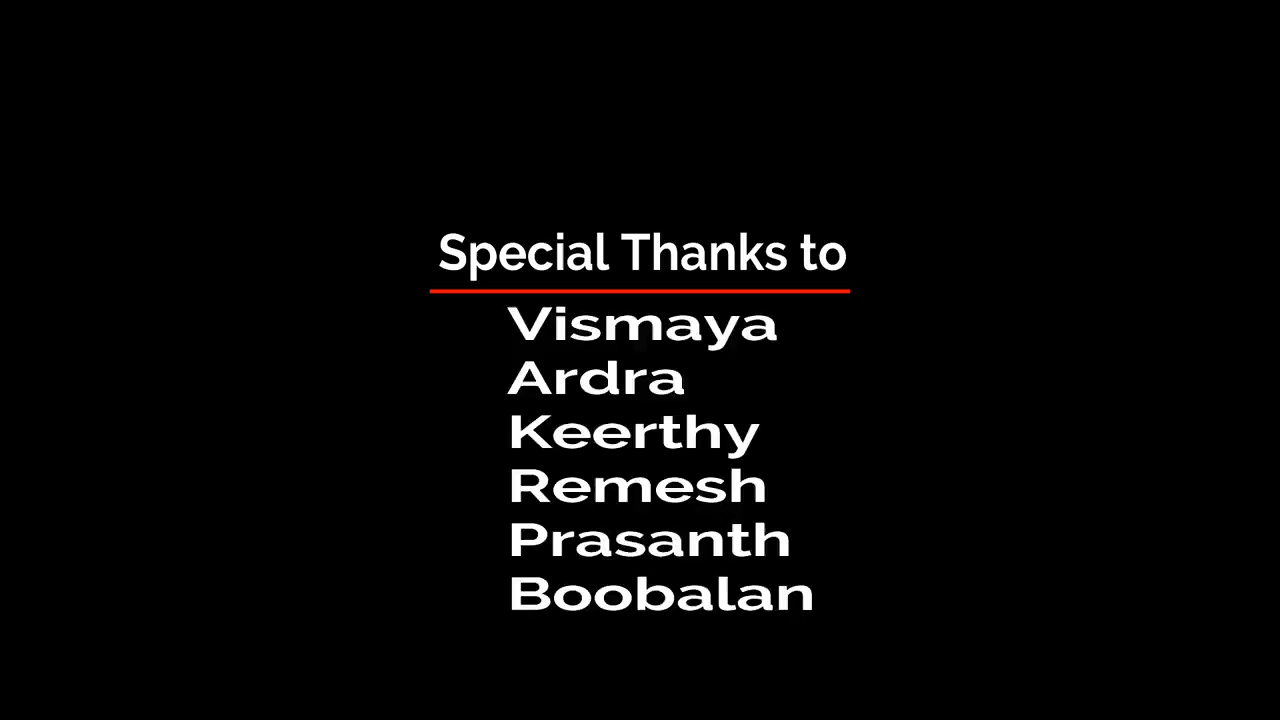 Special Thanks to
Vismaya
Ardra
Keerthy
Remesh
Prasanth
Boobalan